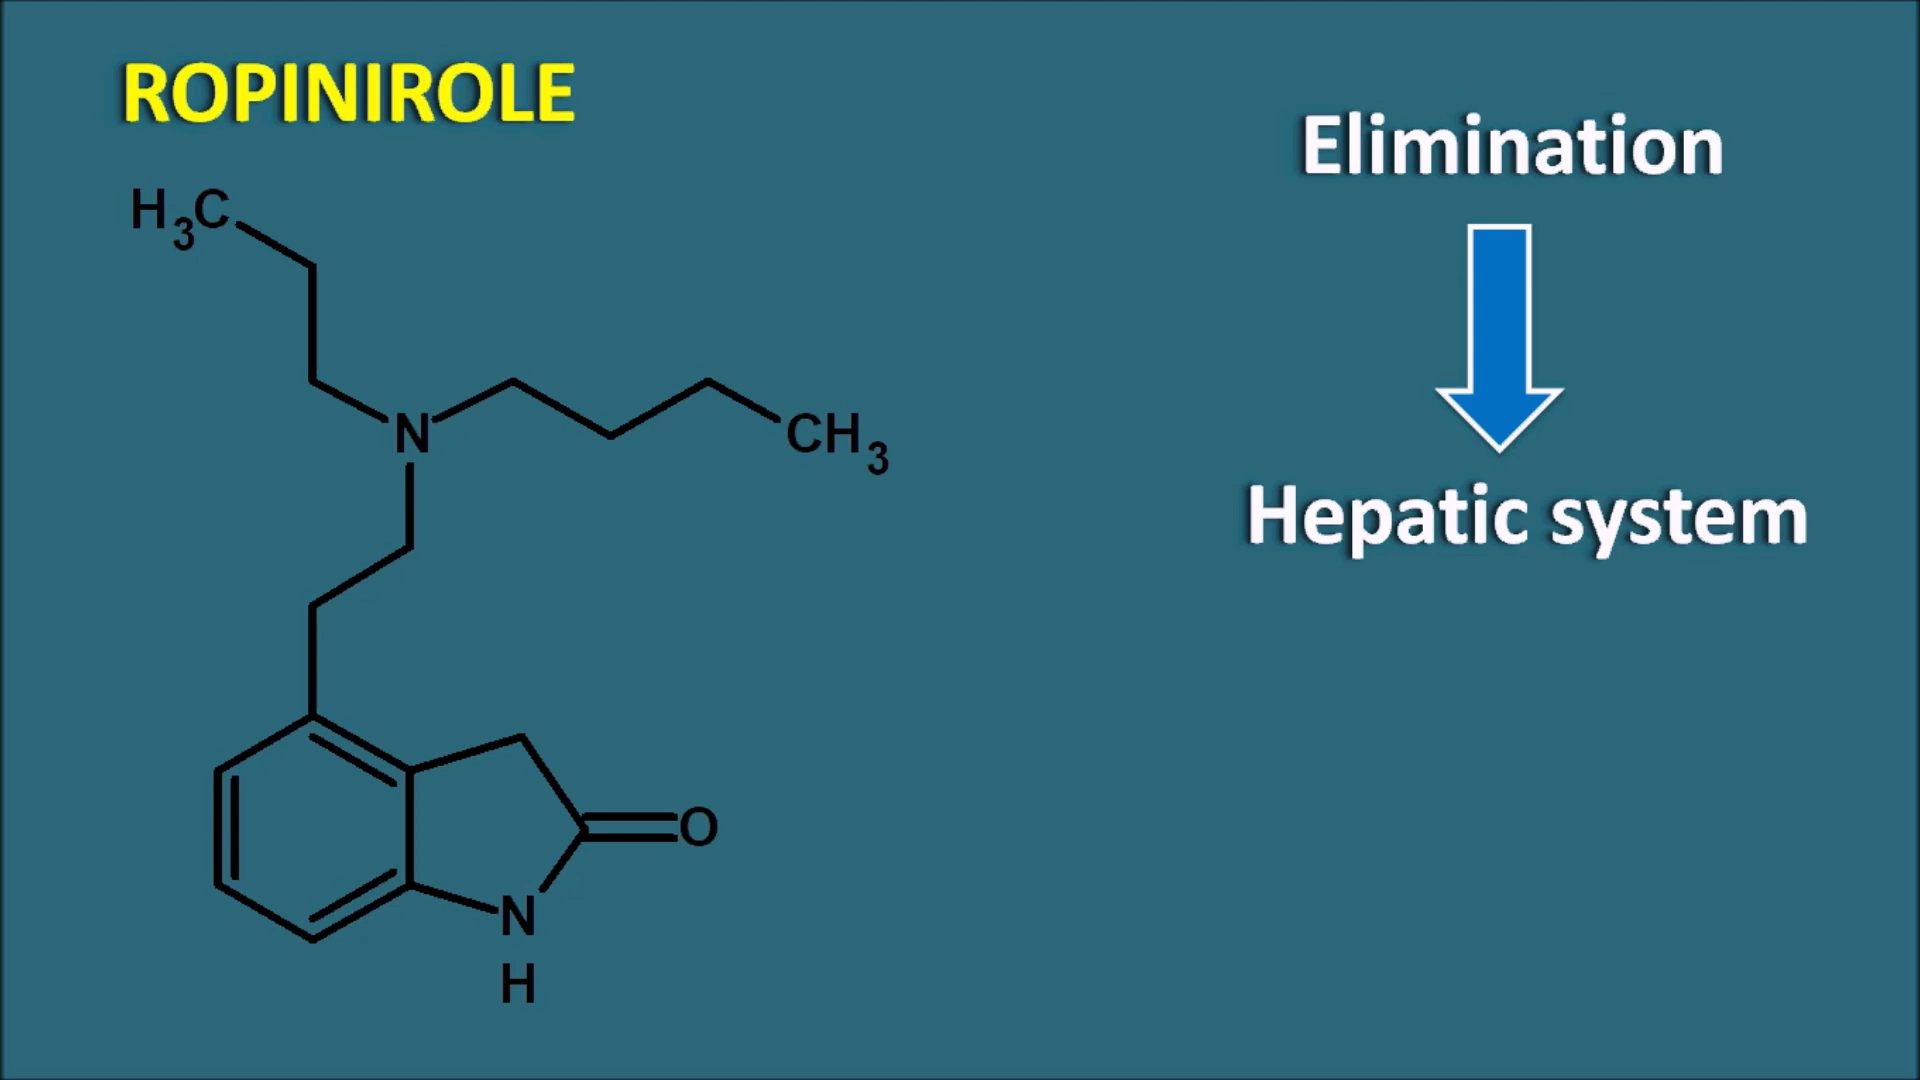 ROPINIROLE
Elimination
H3C
N
CH3
Hepatic system
O
N
H